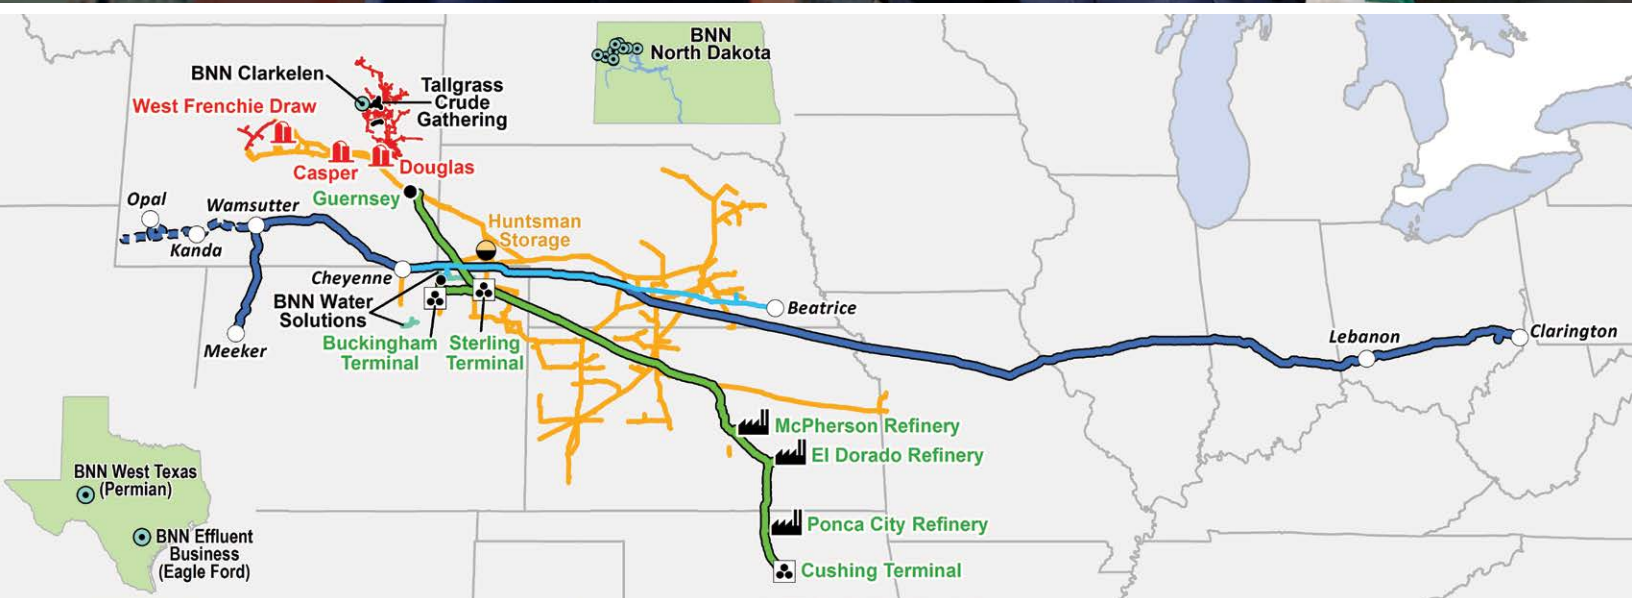 BNN
North Dakota
BNN Clarkelen
Tallgrass
Crude
Gathering
West Frenchie Draw
Casper
Douglas
Guernsey
Opal
Wamsutter
Kanda
Huntsman
Storage
Cheyenne
BNN Water
Solutions
Meeker
Buckingham
Terminal
Sterling
Terminal
Beatrice
Lebanon
Clarington
McPherson Refinery
El Dorado Refinery
BNN West Texas
(Permian)
Ponca City Refinery
BNN Effluent
Business
(Eagle Ford)
Cushing Terminal